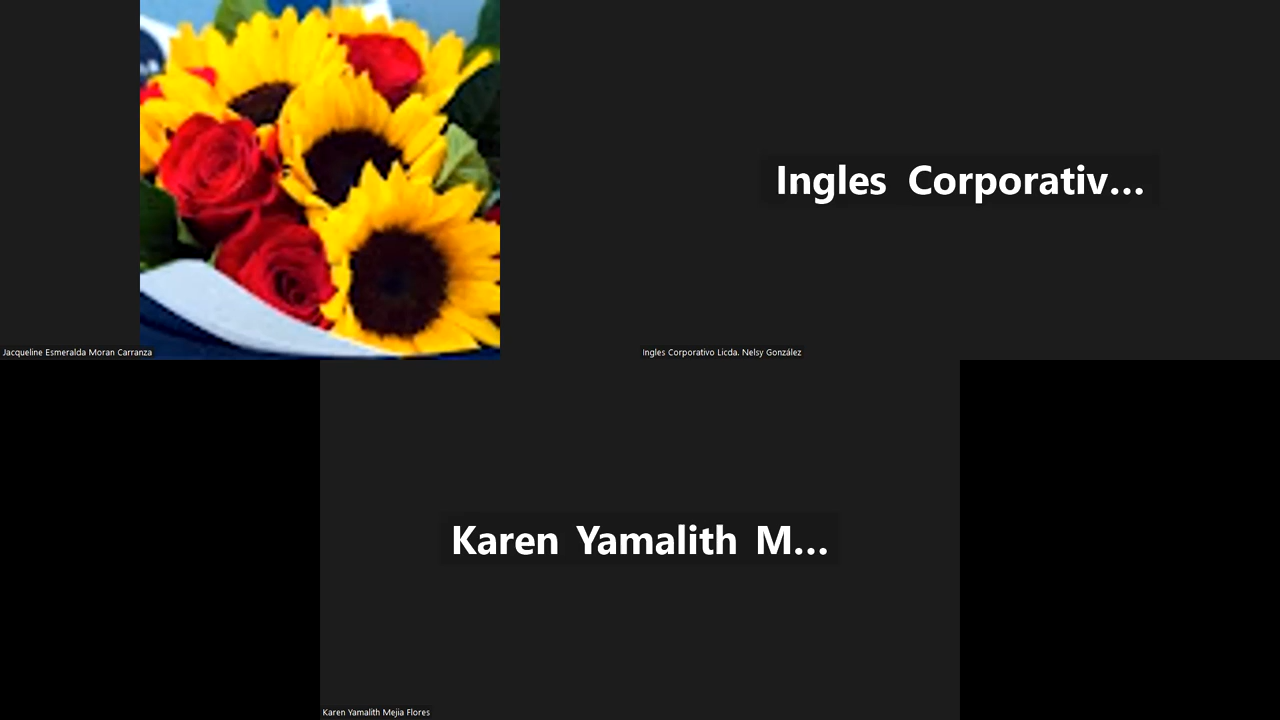 Ingles Corporativ...
Jacqueline Esmeralda Moran Carranza
Ingles Corporativo Licda. Nelsy González
Karen Yamalith M...
Karen Yamalith Mejia Flores